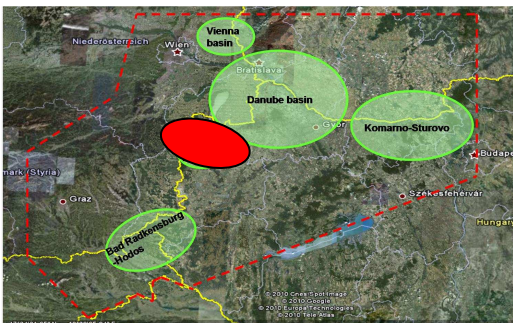 Vienna
basin
Niederösterreich
Wien
Bratislava
Danube basin
Győr
Komarno-Sturovo
Budape
mark (Styria)
Graz
Székesfehérvár
Hungary
Bad Radkensburg
-Hodos
© 2010 Cnes Spot Image
© 2010 Google
© 2010 Europa Technologies
© 2010 Tele Atlas